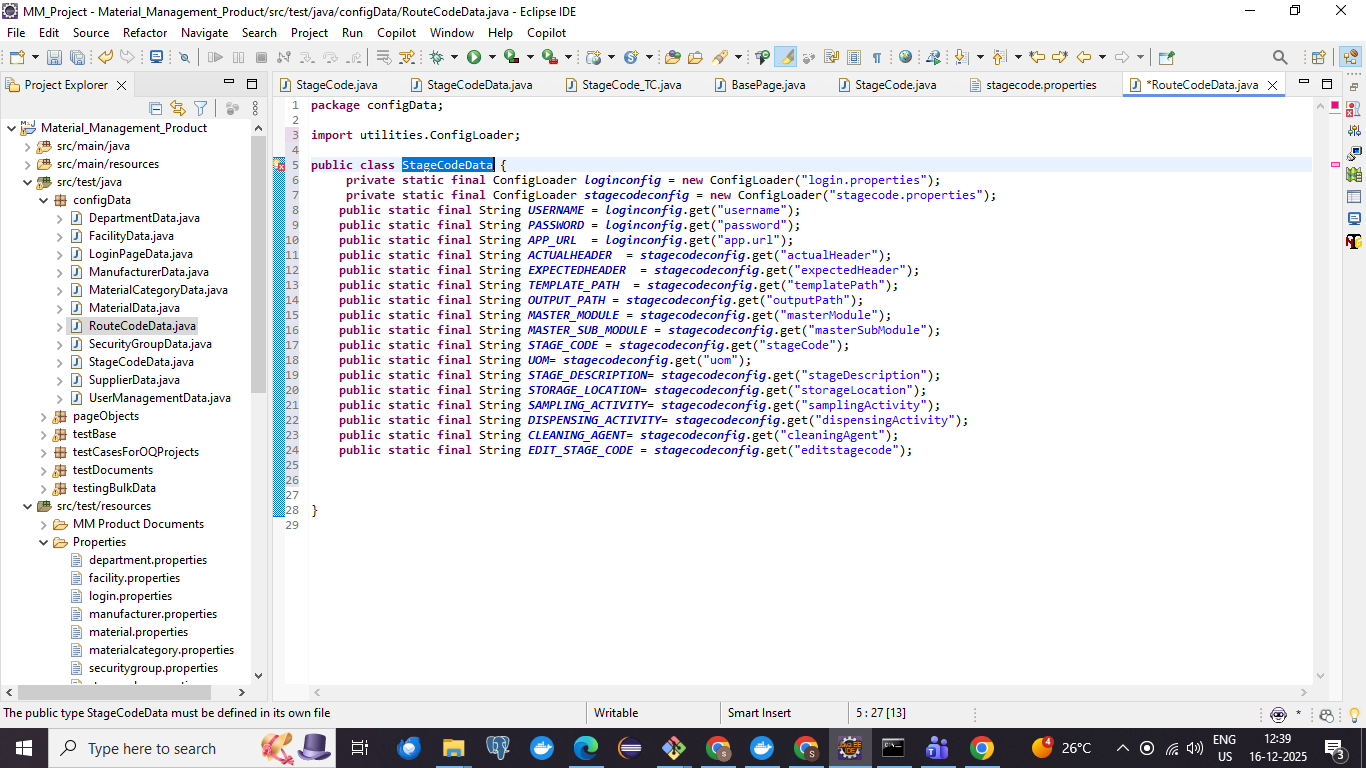 MM_Project - Material_Management_Product/src/test/java/configData/RouteCodeData.java - Eclipse IDE
File Edit Source Refactor Navigate Search Project Run Copilot Window Help Copilot
Project Explorer
StageCode.java StageCodeData.java StageCode_TC.java BasePage.java StageCode.java stagecode.properties *RouteCodeData.java
Material_Management_Product
src/main/java
src/main/resources
src/test/java
configData
DepartmentData.java
FacilityData.java
LoginPageData.java
ManufacturerData.java
MaterialCategoryData.java
MaterialData.java
RouteCodeData.java
SecurityGroupData.java
StageCodeData.java
SupplierData.java
UserManagementData.java
pageObjects
testBase
testCasesForOQProjects
testDocuments
testingBulkData
src/test/resources
MM Product Documents
Properties
department.properties
facility.properties
login.properties
manufacturer.properties
material.properties
materialcategory.properties
securitygroup.properties
1 package configData;
2
3 import utilities.ConfigLoader;
4
5 public class StageCodeData {
6 private static final ConfigLoader loginconfig = new ConfigLoader("login.properties");
7 private static final ConfigLoader stagecodeconfig = new ConfigLoader("stagecode.properties");
8 public static final String USERNAME = loginconfig.get("username");
9 public static final String PASSWORD = loginconfig.get("password");
10 public static final String APP_URL = loginconfig.get("app.url");
11 public static final String ACTUALHEADER = stagecodeconfig.get("actualHeader");
12 public static final String EXPECTEDHEADER = stagecodeconfig.get("expectedHeader");
13 public static final String TEMPLATE_PATH = stagecodeconfig.get("templatePath");
14 public static final String OUTPUT_PATH = stagecodeconfig.get("outputPath");
15 public static final String MASTER_MODULE = stagecodeconfig.get("masterModule");
16 public static final String MASTER_SUB_MODULE = stagecodeconfig.get("masterSubModule");
17 public static final String STAGE_CODE = stagecodeconfig.get("stageCode");
18 public static final String UOM= stagecodeconfig.get("uom");
19 public static final String STAGE_DESCRIPTION= stagecodeconfig.get("stageDescription");
20 public static final String STORAGE_LOCATION= stagecodeconfig.get("storageLocation");
21 public static final String SAMPLING_ACTIVITY= stagecodeconfig.get("samplingActivity");
22 public static final String DISPENSING_ACTIVITY= stagecodeconfig.get("dispensingActivity");
23 public static final String CLEANING_AGENT= stagecodeconfig.get("cleaningAgent");
24 public static final String EDIT_STAGE_CODE = stagecodeconfig.get("editstagecode");
25
26
27
28 }
29
The public type StageCodeData must be defined in its own file Writable Smart Insert 5 : 27 [13]
Type here to search 26°C ENG US 12:39 16-12-2025 3